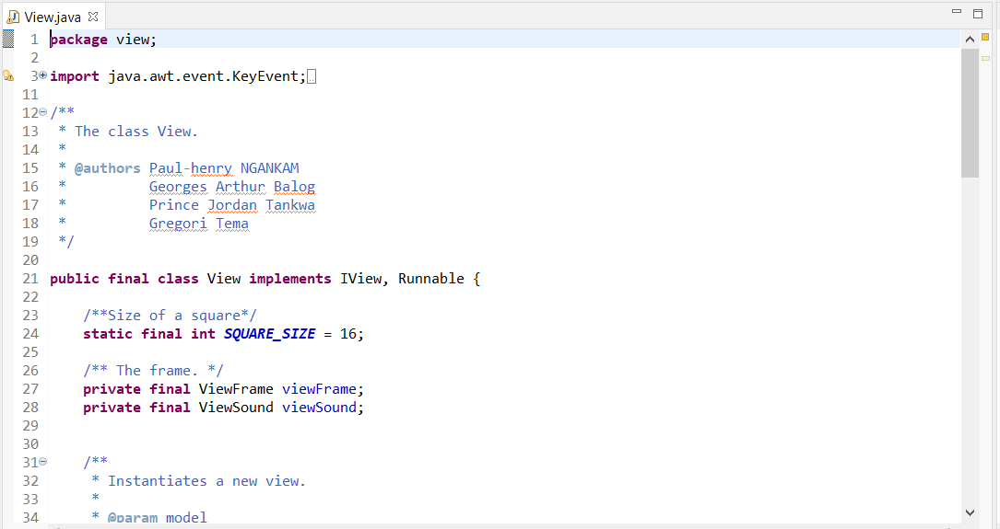 View.java
1 package view;
2
3 import java.awt.event.KeyEvent;
11
12 /**
13 * The class View.
14 *
15 * @authors Paul-henry NGANKAM
16 * Georges Arthur Balog
17 * Prince Jordan Tankwa
18 * Gregori Tema
19 */
20
21 public final class View implements IView, Runnable {
22
23 /**Size of a square*/
24 static final int SQUARE_SIZE = 16;
25
26 /** The frame. */
27 private final ViewFrame viewFrame;
28 private final ViewSound viewSound;
29
30
31 /**
32 * Instantiates a new view.
33 *
34 * @param model